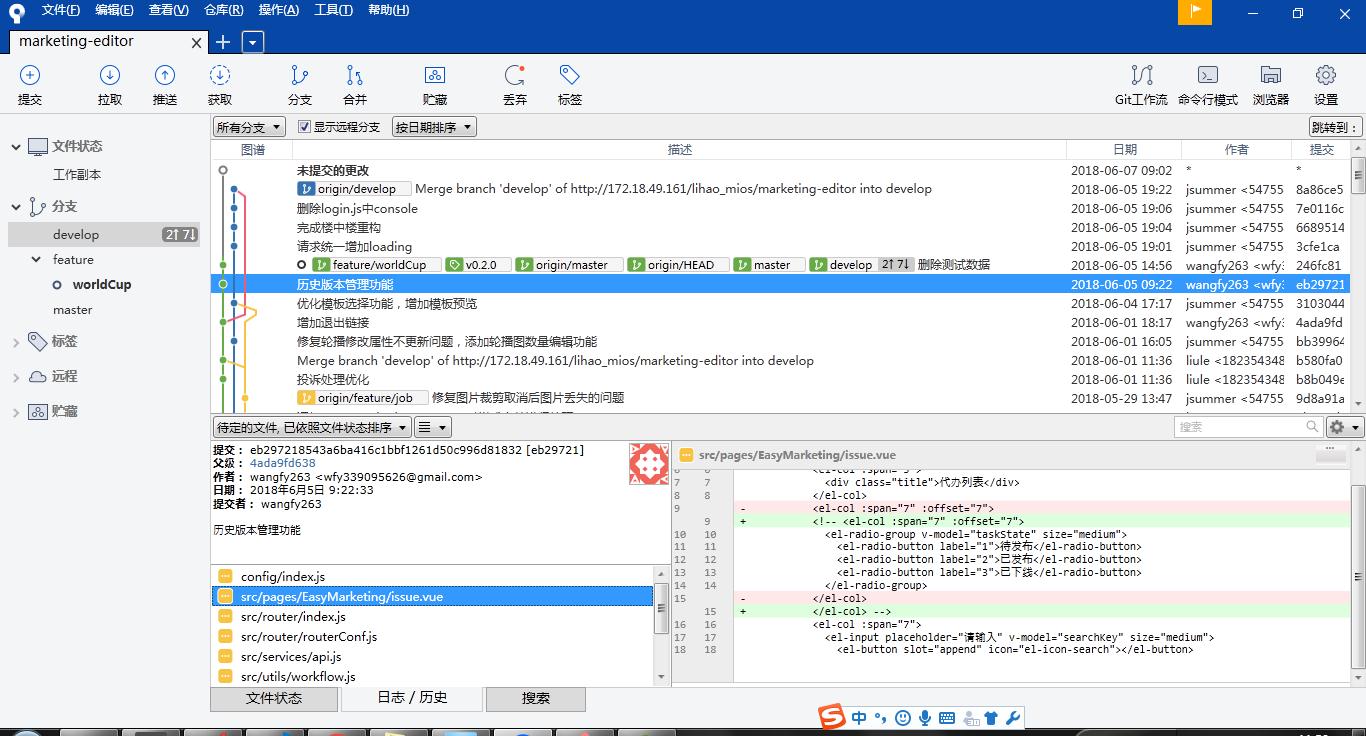 文件(F) 编辑(E) 查看(V) 仓库(R) 操作(A) 工具(T) 帮助(H)
marketing-editor
提交 拉取 推送 获取 分支 合并 贮藏 丢弃 标签 Git工作流 命令行模式 浏览器 设置
文件状态
工作副本
分支
develop 2↑ 7↓
feature
worldCup
master
标签
远程
贮藏
所有分支 显示远程分支 按日期排序 跳转到：
图谱 描述 日期 作者 提交
未提交的更改 2018-06-07 09:02 * *
origin/develop Merge branch 'develop' of http://172.18.49.161/lihao_mios/marketing-editor into develop 2018-06-05 19:22 jsummer <54755 8a86ce5
删除login.js中console 2018-06-05 19:06 jsummer <54755 7e0116c
完成楼中楼重构 2018-06-05 19:04 jsummer <54755 6689514
请求统一增加loading 2018-06-05 19:01 jsummer <54755 3cfe1ca
feature/worldCup v0.2.0 origin/master origin/HEAD master develop 2↑ 7↓ 删除测试数据 2018-06-05 14:56 wangfy263 <wfy 246fc81
历史版本管理功能 2018-06-05 09:22 wangfy263 <wfy eb29721
优化模板选择功能，增加模板预览 2018-06-04 17:17 jsummer <54755 3103044
增加退出链接 2018-06-01 18:17 wangfy263 <wfy 4ada9fd
修复轮播修改属性不更新问题，添加轮播图数量编辑功能 2018-06-01 16:05 jsummer <54755 bb39964
Merge branch 'develop' of http://172.18.49.161/lihao_mios/marketing-editor into develop 2018-06-01 11:36 liule <182354348 b580fa0
投诉处理优化 2018-06-01 11:36 liule <182354348 b8b049e
origin/feature/job 修复图片裁剪取消后图片丢失的问题 2018-05-29 13:47 jsummer <54755 9d8a91a
待定的文件, 已依照文件状态排序 搜索
提交： eb297218543a6ba416c1bbf1261d50c996d81832 [eb29721]
父级： 4ada9fd638
作者： wangfy263 <wfy339095626@gmail.com>
日期： 2018年6月5日 9:22:33
提交者： wangfy263
历史版本管理功能
config/index.js
src/pages/EasyMarketing/issue.vue
src/router/index.js
src/router/routerConf.js
src/services/api.js
src/utils/workflow.js
src/pages/EasyMarketing/issue.vue
6 6 <el-col :span="5">
7 7 <div class="title">代办列表</div>
8 8 </el-col>
9 - <el-col :span="7" :offset="7">
9 + <!-- <el-col :span="7" :offset="7">
10 10 <el-radio-group v-model="taskState" size="medium">
11 11 <el-radio-button label="1">待发布</el-radio-button>
12 12 <el-radio-button label="2">已发布</el-radio-button>
13 13 <el-radio-button label="3">已下线</el-radio-button>
14 14 </el-radio-group>
15 - </el-col>
15 + </el-col> -->
16 16 <el-col :span="7">
17 17 <el-input placeholder="请输入" v-model="searchKey" size="medium">
18 18 <el-button slot="append" icon="el-icon-search"></el-button>
文件状态 日志 / 历史 搜索
中